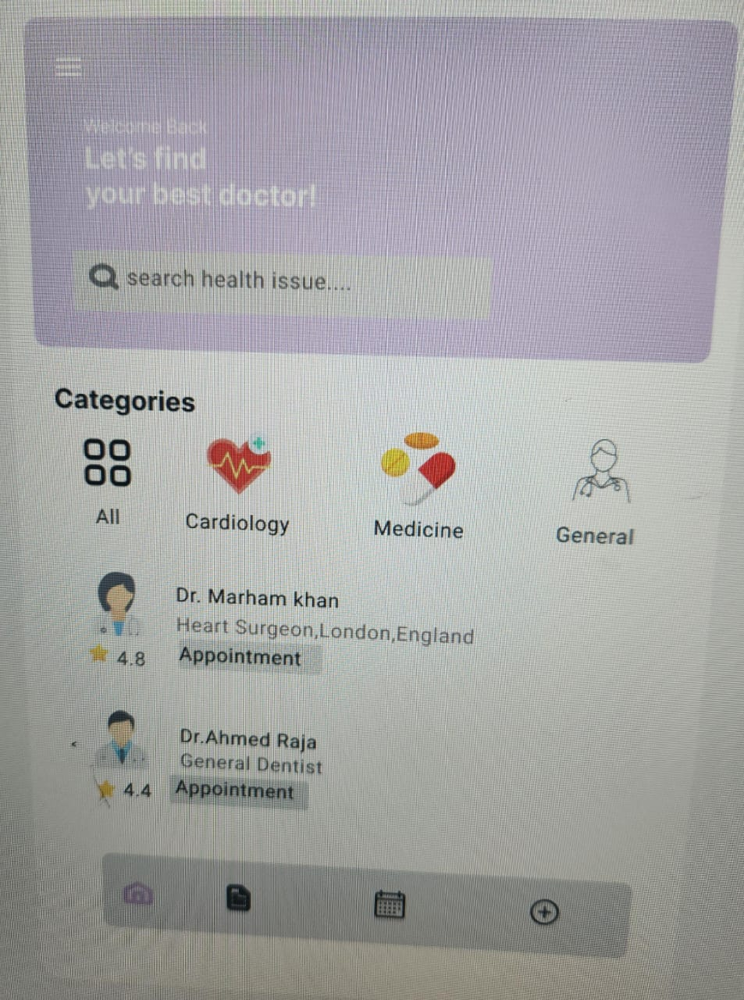 Welcome Back
Let's find
your best doctor!
search health issue....
Categories
All
Cardiology
Medicine
General
Dr. Marham khan
Heart Surgeon,London,England
4.8
Appointment
Dr.Ahmed Raja
General Dentist
4.4
Appointment